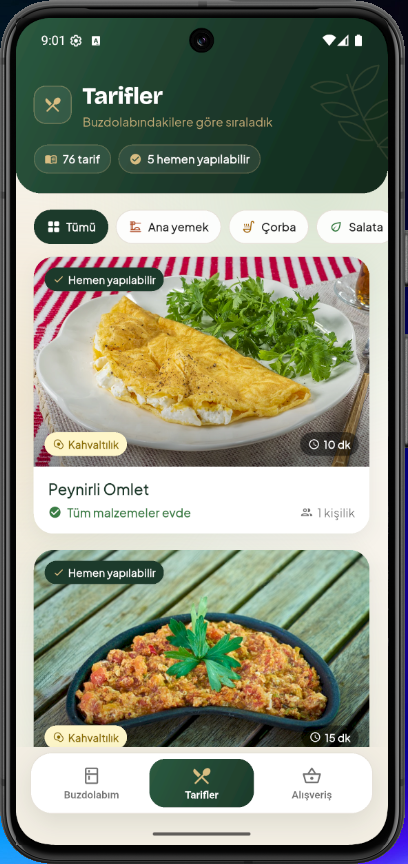 9:01
Tarifler
Buzdolabındakilere göre sıraladık
76 tarif
5 hemen yapılabilir
Tümü
Ana yemek
Çorba
Salata
Hemen yapılabilir
Kahvaltılık
10 dk
Peynirli Omlet
Tüm malzemeler evde
1 kişilik
Hemen yapılabilir
Kahvaltılık
15 dk
Buzdolabım
Tarifler
Alışveriş